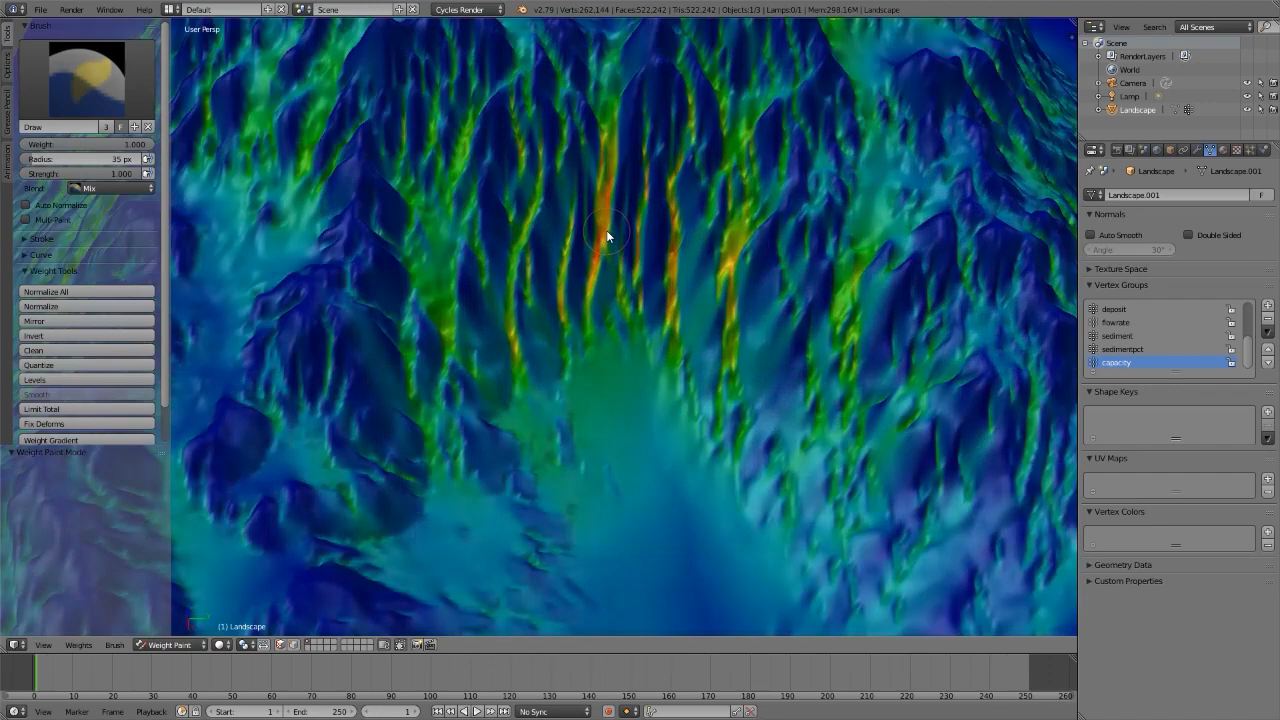 File Render Window Help Default Scene Cycles Render v2.79 | Verts:262,144 | Faces:522,242 | Tris:522,242 | Objects:1/3 | Lamps:0/1 | Mem:298.16M | Landscape
Brush
User Persp
Tools
Options
Grease Pencil
Animation
Draw 3 F
Weight: 1.000
Radius: 35 px
Strength: 1.000
Blend: Mix
Auto Normalize
Multi-Paint
Stroke
Curve
Weight Tools
Normalize All
Normalize
Mirror
Invert
Clean
Quantize
Levels
Smooth
Limit Total
Fix Deforms
Weight Gradient
Weight Paint Mode
(1) Landscape
View Weights Brush Weight Paint
0 10 20 30 40 50 60 70 80 90 100 110 120 130 140 150 160 170 180 190 200 210 220 230 240 250 260
View Marker Frame Playback Start: 1 End: 250 1 No Sync
View Search All Scenes
Scene
RenderLayers
World
Camera
Lamp
Landscape
Landscape Landscape.001
Landscape.001 F
Normals
Auto Smooth Double Sided
Angle: 30°
Texture Space
Vertex Groups
deposit
flowrate
sediment
sedimentpct
capacity
Shape Keys
UV Maps
Vertex Colors
Geometry Data
Custom Properties